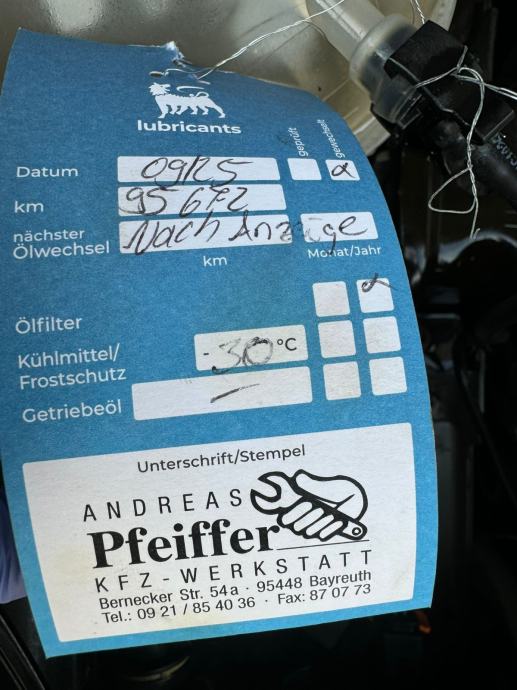 lubricants
geprüft gewechselt
Datum 09/25
km 95 672
nächster
Ölwechsel Nach Anzeige
km Monat/Jahr
Ölfilter
Kühlmittel/
Frostschutz - 30 °C
Getriebeöl –
Unterschrift/Stempel
ANDREAS
Pfeiffer
KFZ-WERKSTATT
Bernecker Str. 54a · 95448 Bayreuth
Tel.: 09 21 / 85 40 36 · Fax: 87 07 73